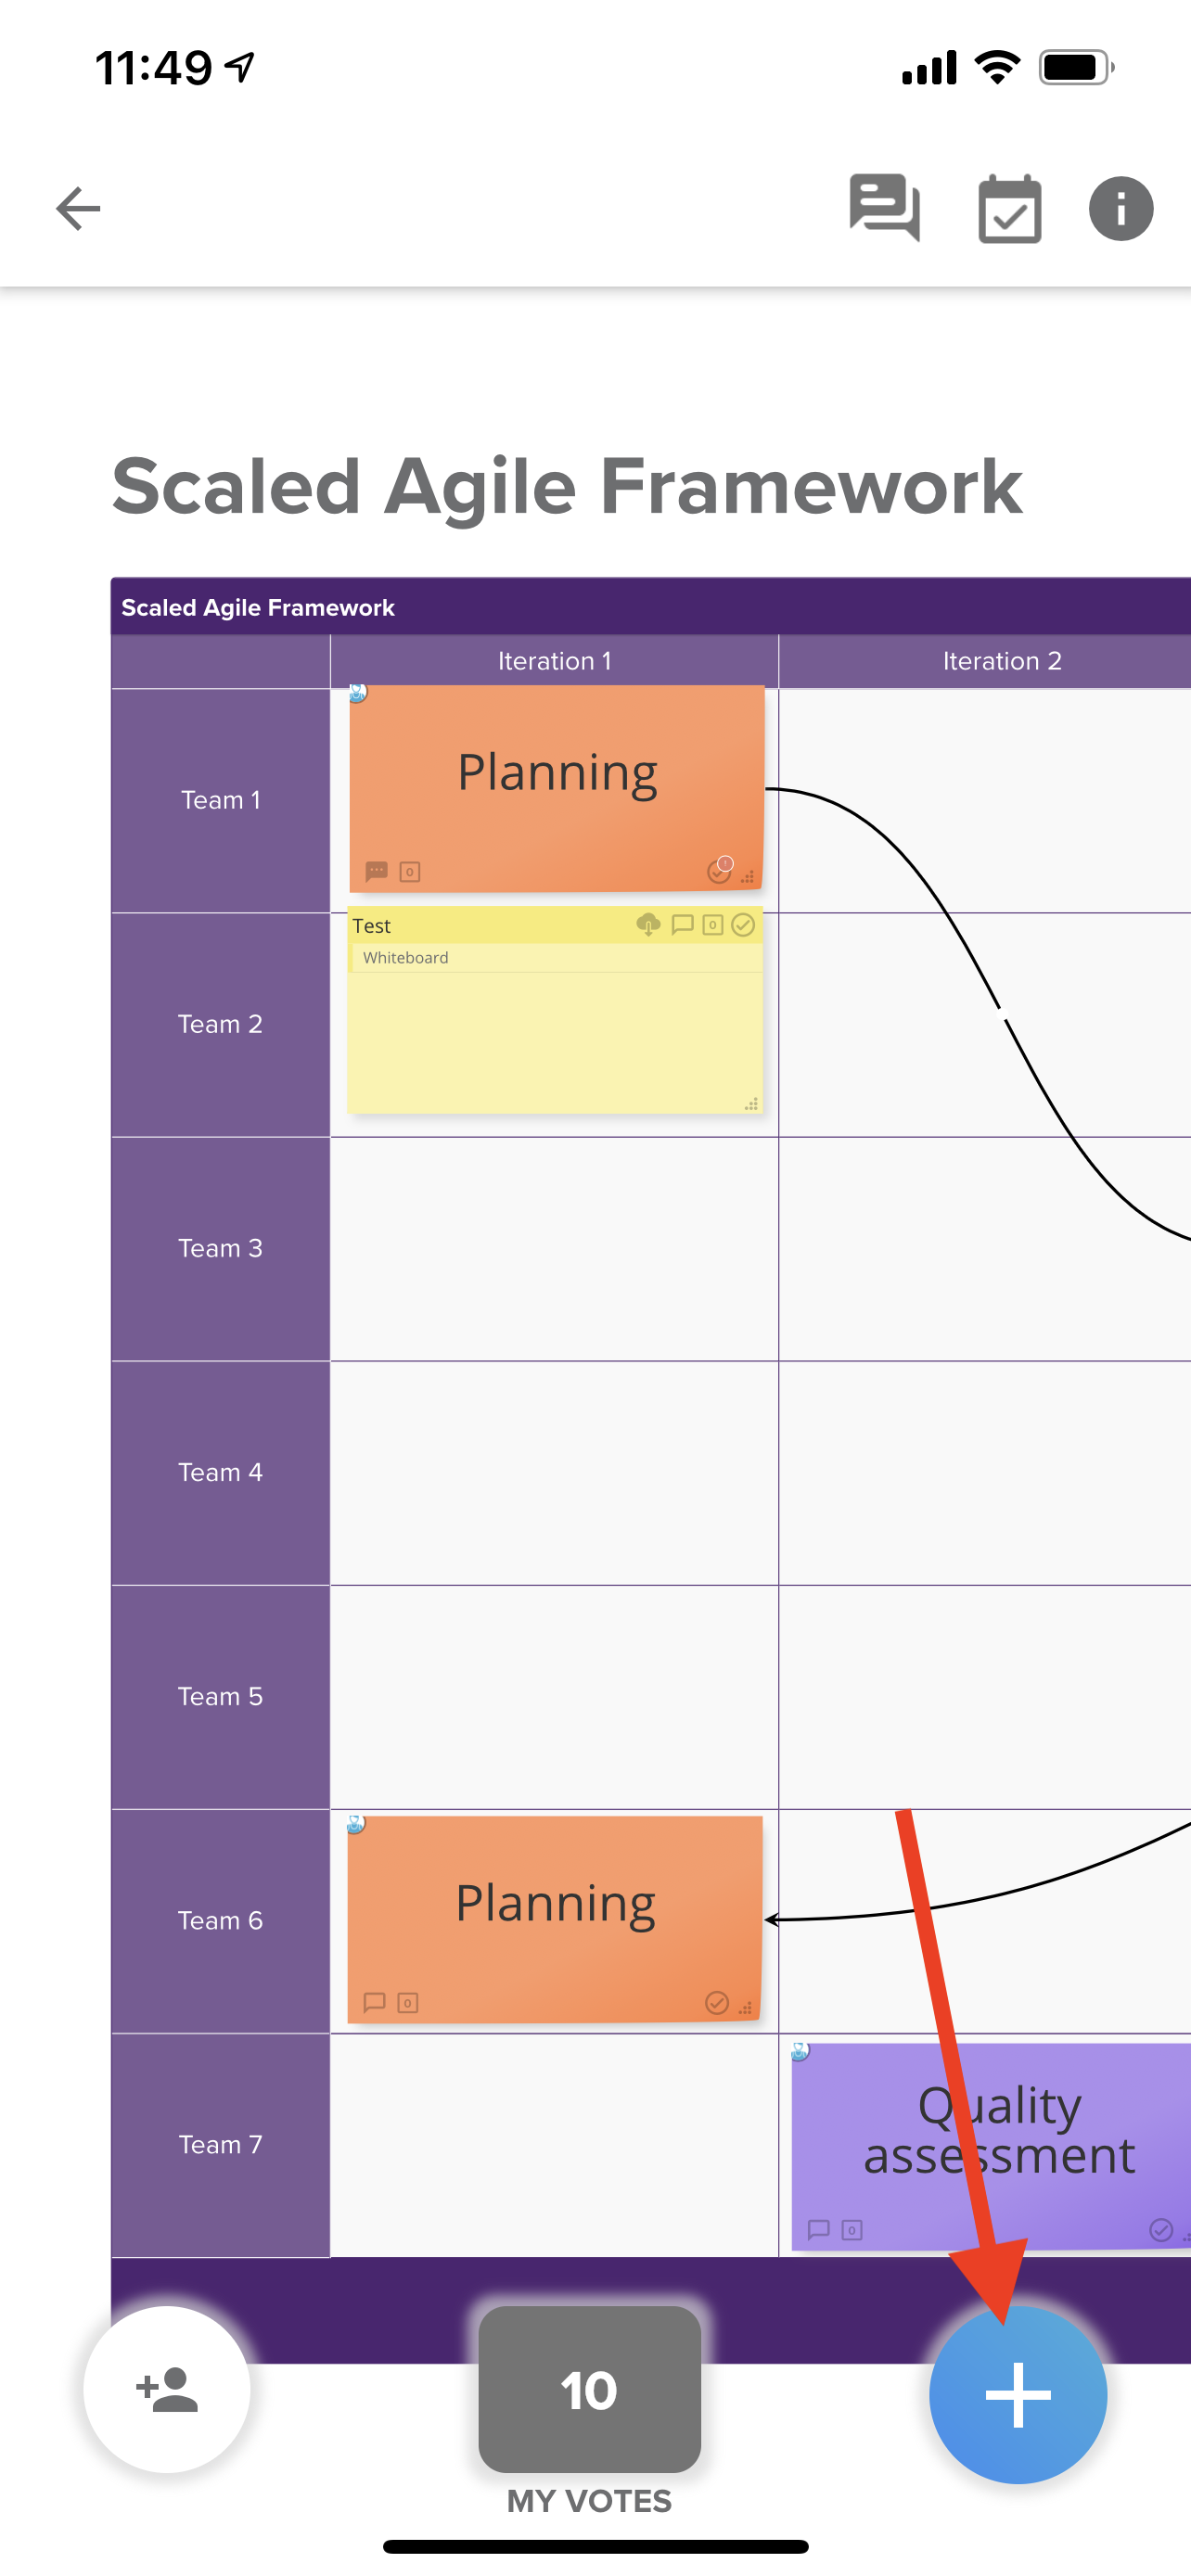 11:49
Scaled Agile Framework
Scaled Agile Framework
Iteration 1
Iteration 2
Team 1
Planning
0
Test
0
Whiteboard
Team 2
Team 3
Team 4
Team 5
Team 6
Planning
0
Team 7
Quality
assessment
0
10
MY VOTES